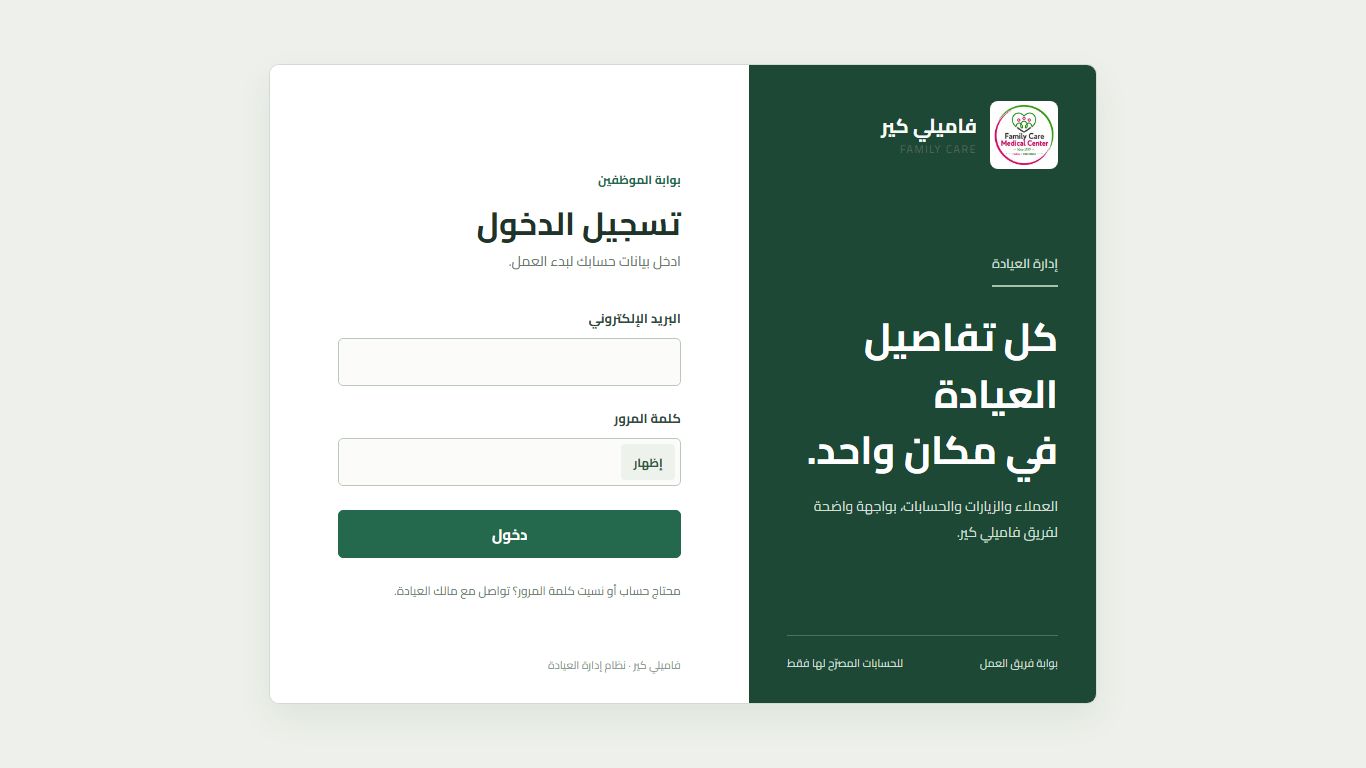 فاميلي كير
FAMILY CARE
Family Care
Medical Center
إدارة العيادة
كل تفاصيل
العيادة
في مكان واحد.
العملاء والزيارات والحسابات، بواجهة واضحة
لفريق فاميلي كير.
بوابة فريق العمل
للحسابات المصرّح لها فقط
بوابة الموظفين
تسجيل الدخول
ادخل بيانات حسابك لبدء العمل.
البريد الإلكتروني
كلمة المرور
إظهار
دخول
محتاج حساب أو نسيت كلمة المرور؟ تواصل مع مالك العيادة.
فاميلي كير · نظام إدارة العيادة